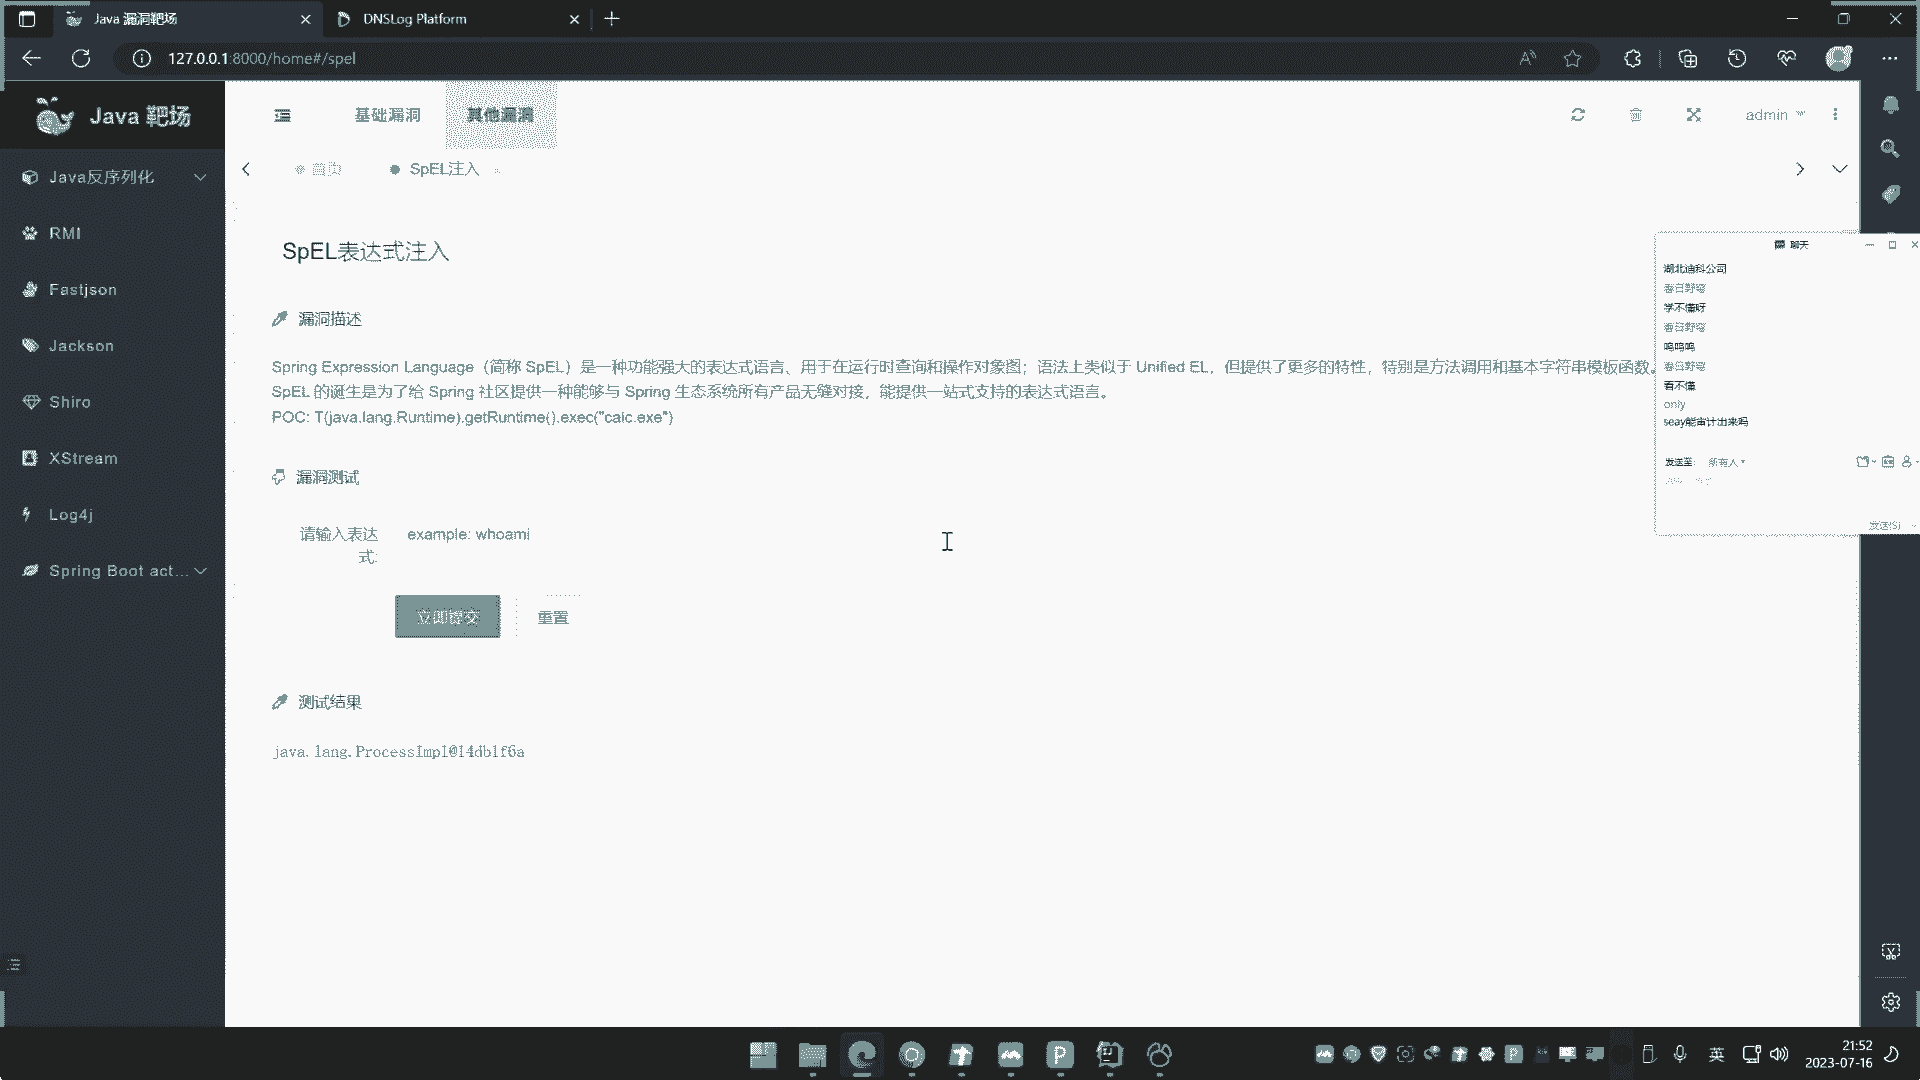 Java 漏洞靶场
DNSLog Platform
127.0.0.1:8000/home#/spel
Java 靶场
基础漏洞
其他漏洞
admin
首页
SpEL注入
Java反序列化
RMI
Fastjson
Jackson
Shiro
XStream
Log4j
Spring Boot act...
SpEL表达式注入
漏洞描述
Spring Expression Language（简称 SpEL）是一种功能强大的表达式语言、用于在运行时查询和操作对象图；语法上类似于 Unified EL，但提供了更多的特性，特别是方法调用和基本字符串模板函数。
SpEL 的诞生是为了给 Spring 社区提供一种能够与 Spring 生态系统所有产品无缝对接，能提供一站式支持的表达式语言。
POC: T(java.lang.Runtime).getRuntime().exec("calc.exe")
漏洞测试
请输入表达
式:
example: whoami
立即提交
重置
测试结果
java.lang.ProcessImpl@14db1f6a
聊天
湖北迪科公司
学不懂呀
呜呜呜
看不懂
only
seay能审计出来吗
发送至:
所有人
发送(S)
英
21:52
2023-07-16